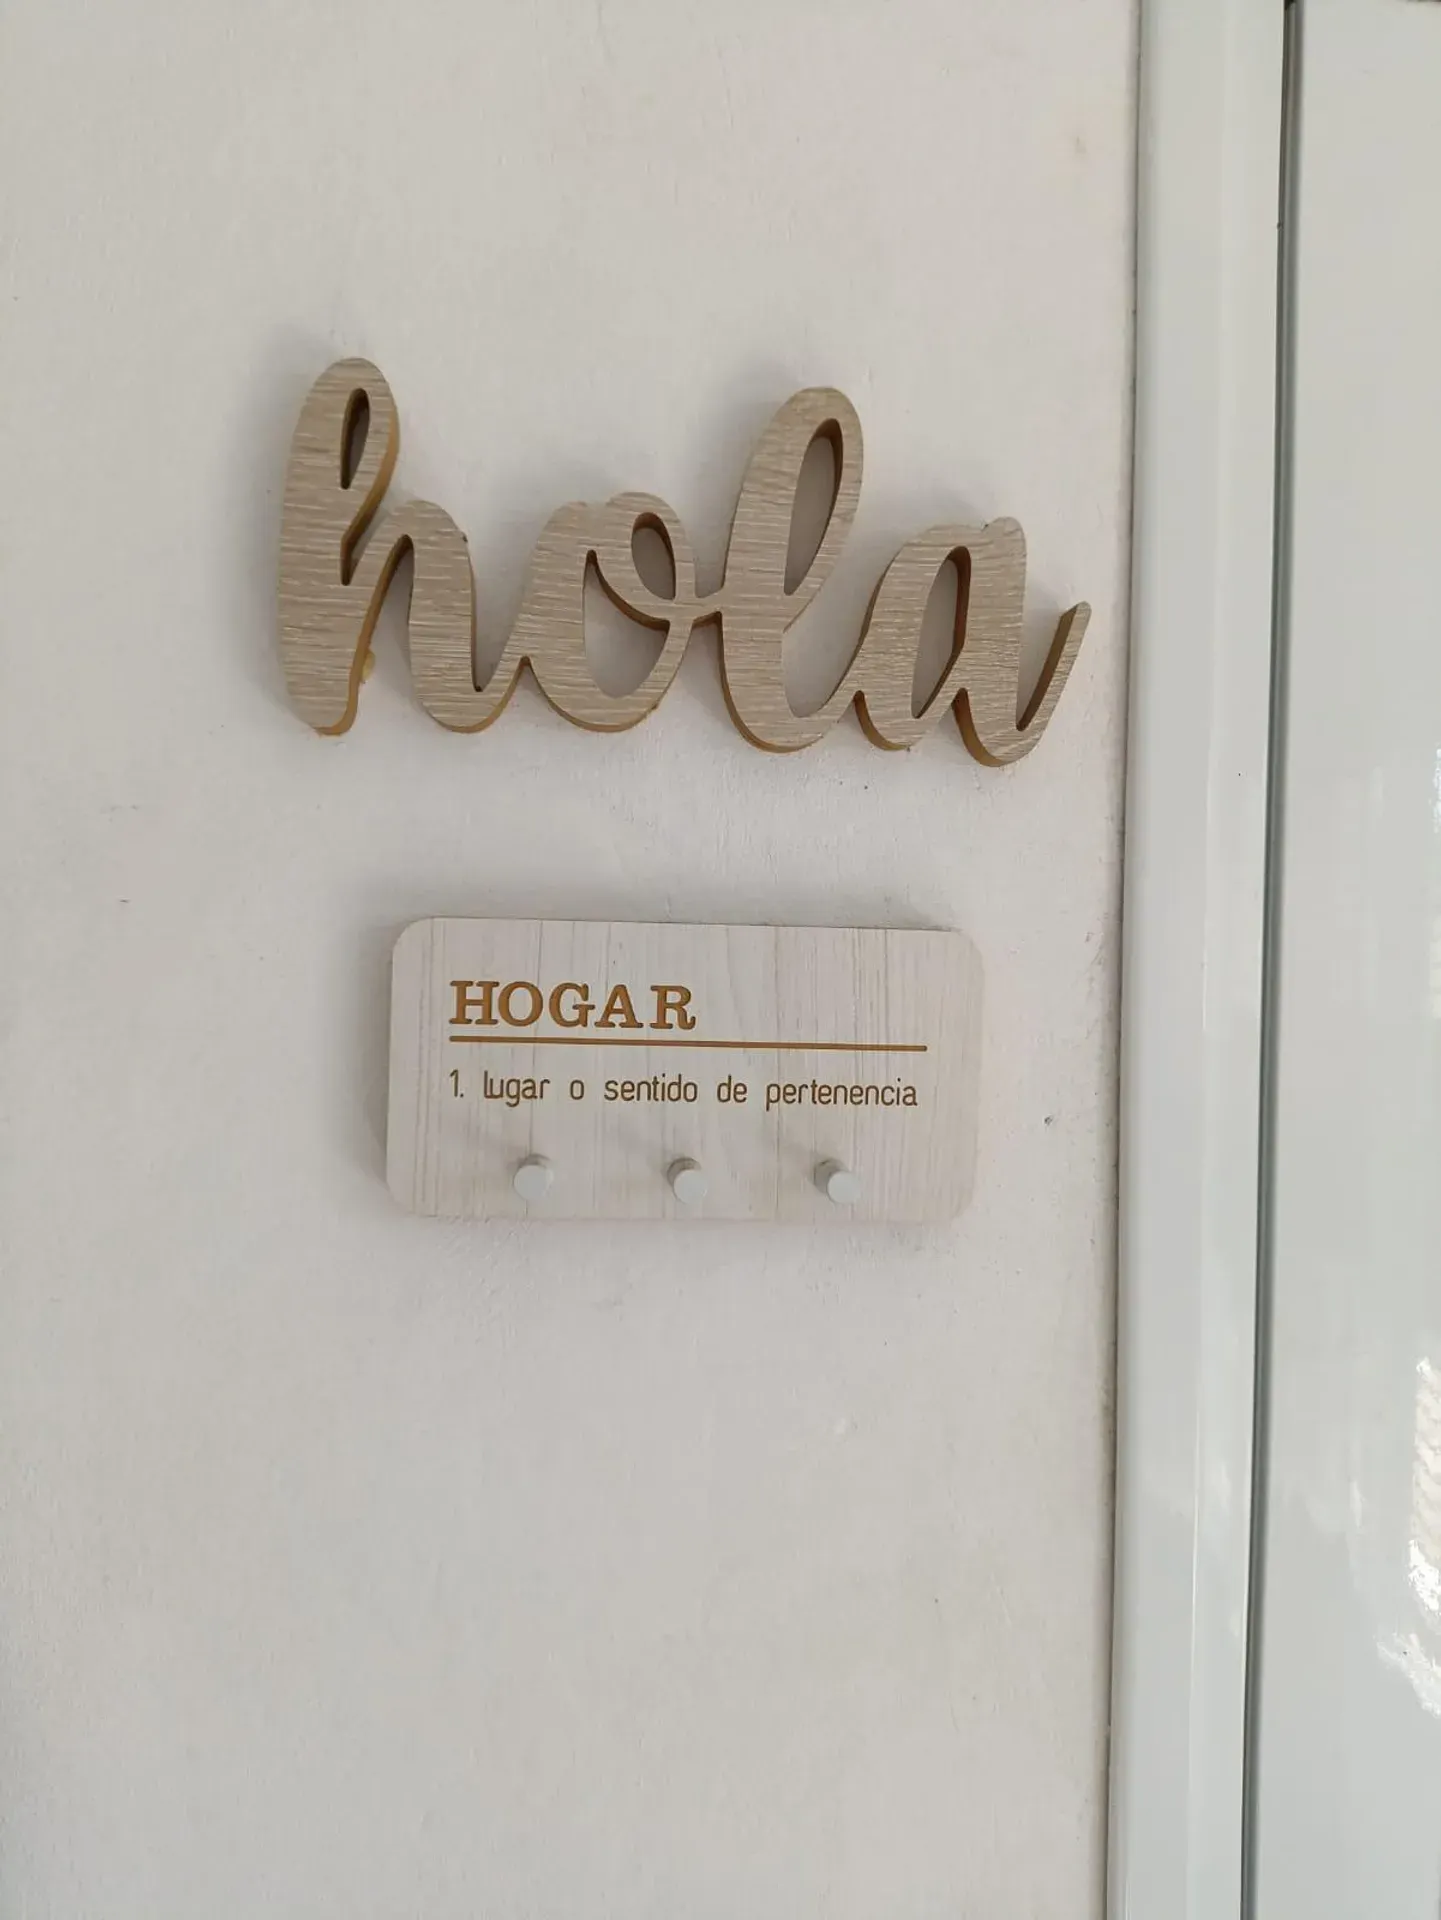 hola
HOGAR
1. lugar o sentido de pertenencia